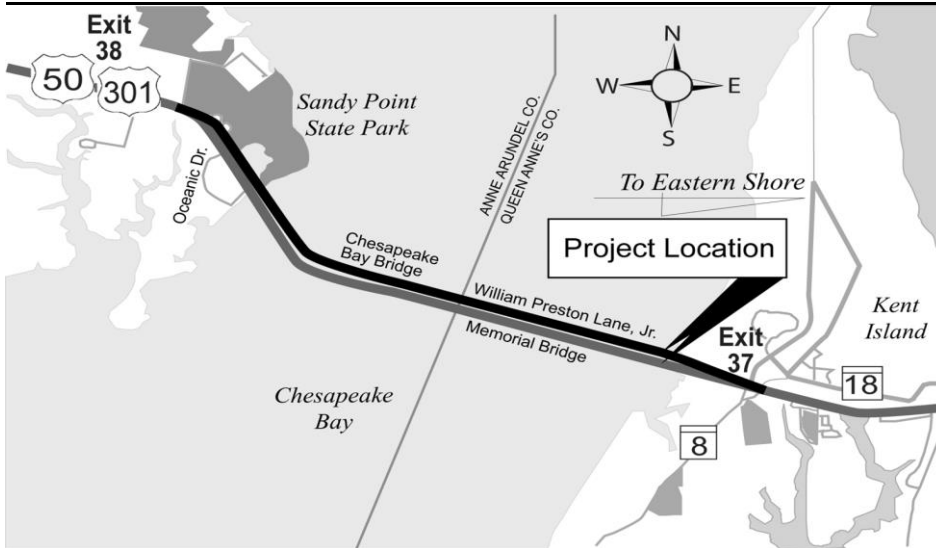 Exit
38
50
301
Sandy Point
State Park
Oceanic Dr.
N
W
E
S
ANNE ARUNDEL CO.
QUEEN ANNE'S CO.
To Eastern Shore
Project Location
Chesapeake
Bay Bridge
William Preston Lane, Jr.
Memorial Bridge
Exit
37
Kent
Island
18
8
Chesapeake
Bay